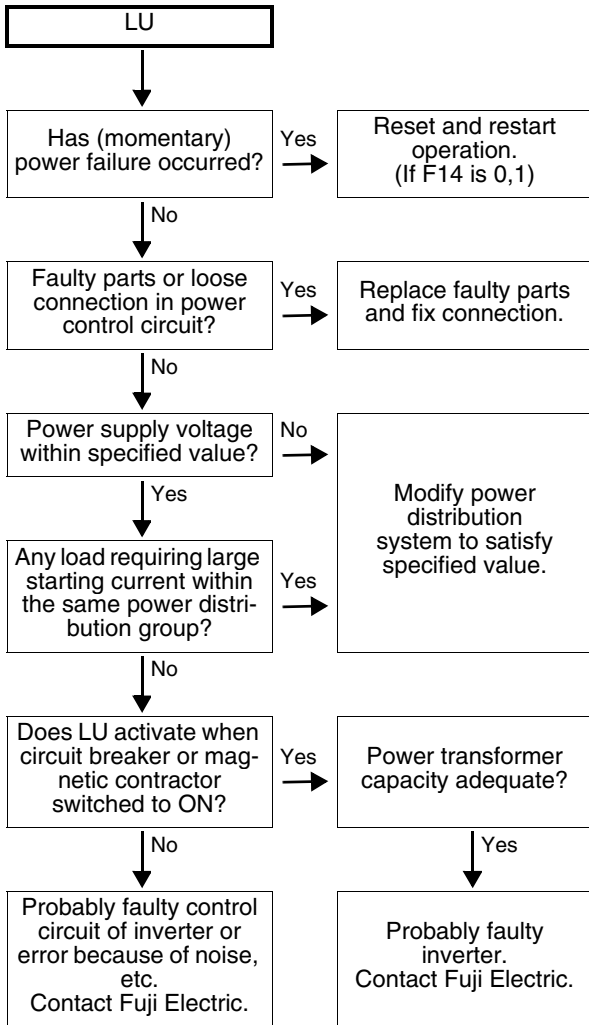 LU
Has (momentary)
power failure occurred?
Yes
Reset and restart
operation.
(If F14 is 0,1)
No
Faulty parts or loose
connection in power
control circuit?
Yes
Replace faulty parts
and fix connection.
No
Power supply voltage
within specified value?
No
Modify power
distribution
system to satisfy
specified value.
Yes
Any load requiring large
starting current within
the same power distri-
bution group?
Yes
No
Does LU activate when
circuit breaker or mag-
netic contractor
switched to ON?
Yes
Power transformer
capacity adequate?
No
Yes
Probably faulty control
circuit of inverter or
error because of noise,
etc.
Contact Fuji Electric.
Probably faulty
inverter.
Contact Fuji Electric.